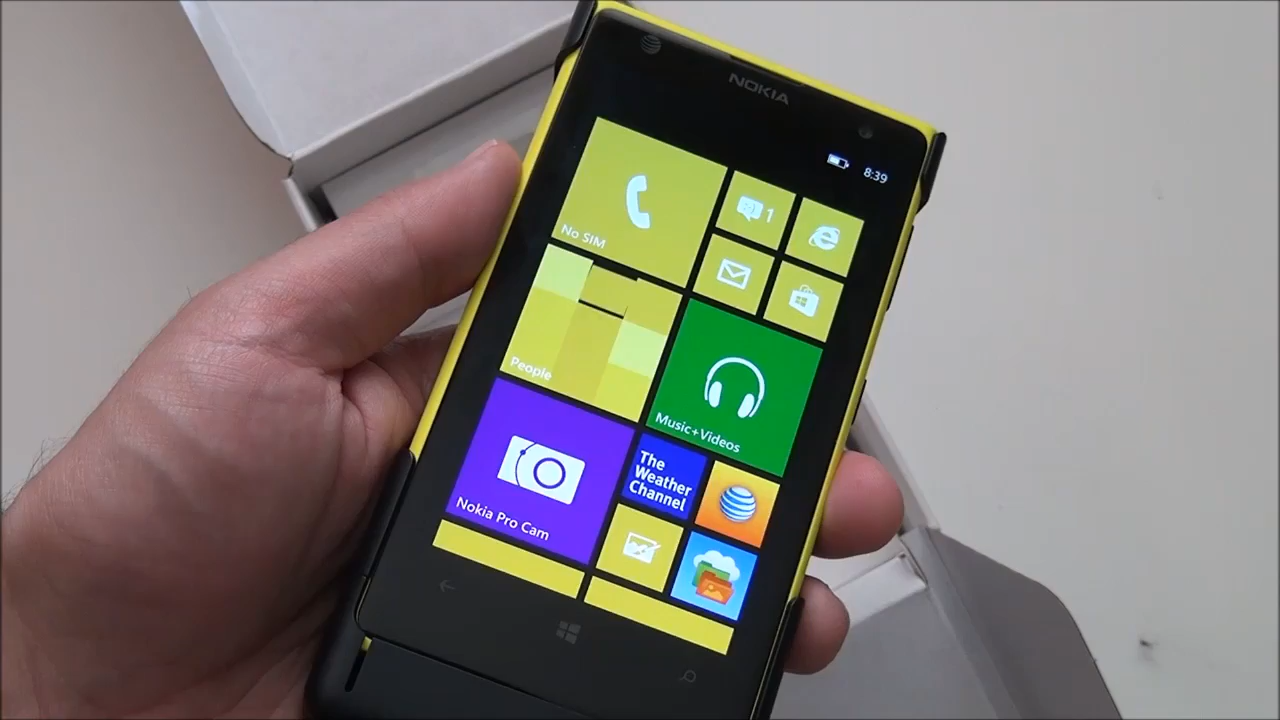 NOKIA
8:39
No SIM
1
People
Music+Videos
Nokia Pro Cam
The
Weather
Channel